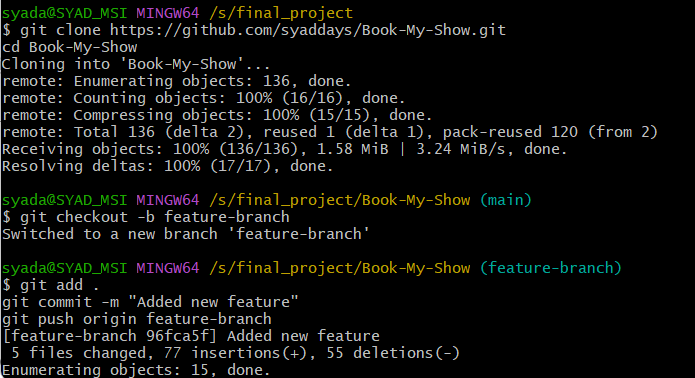 syada@SYAD_MSI MINGW64 /s/final_project
$ git clone https://github.com/syaddays/Book-My-Show.git
cd Book-My-Show
Cloning into 'Book-My-Show'...
remote: Enumerating objects: 136, done.
remote: Counting objects: 100% (16/16), done.
remote: Compressing objects: 100% (15/15), done.
remote: Total 136 (delta 2), reused 1 (delta 1), pack-reused 120 (from 2)
Receiving objects: 100% (136/136), 1.58 MiB | 3.24 MiB/s, done.
Resolving deltas: 100% (17/17), done.
syada@SYAD_MSI MINGW64 /s/final_project/Book-My-Show (main)
$ git checkout -b feature-branch
Switched to a new branch 'feature-branch'
syada@SYAD_MSI MINGW64 /s/final_project/Book-My-Show (feature-branch)
$ git add .
git commit -m "Added new feature"
git push origin feature-branch
[feature-branch 96fca5f] Added new feature
 5 files changed, 77 insertions(+), 55 deletions(-)
Enumerating objects: 15, done.